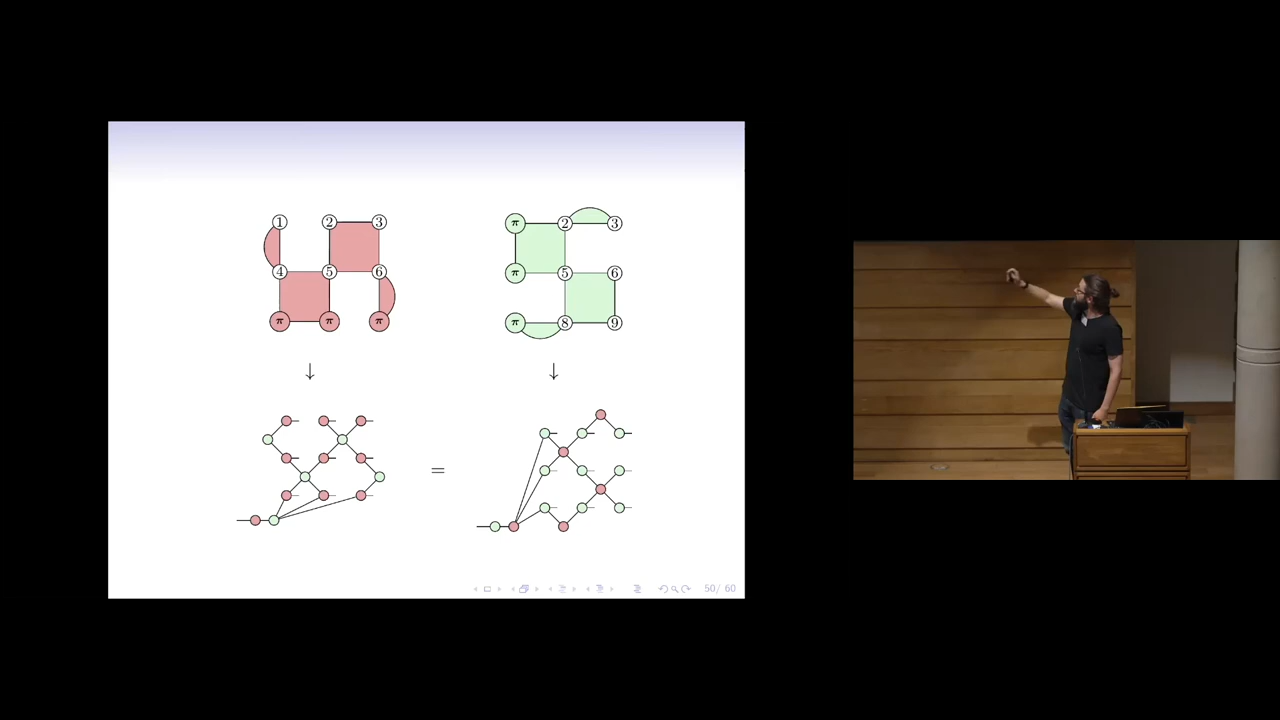 1 2 3 π 2 3
4 5 6 π 5 6
π π π π 8 9
↓ ↓
=
50/ 60